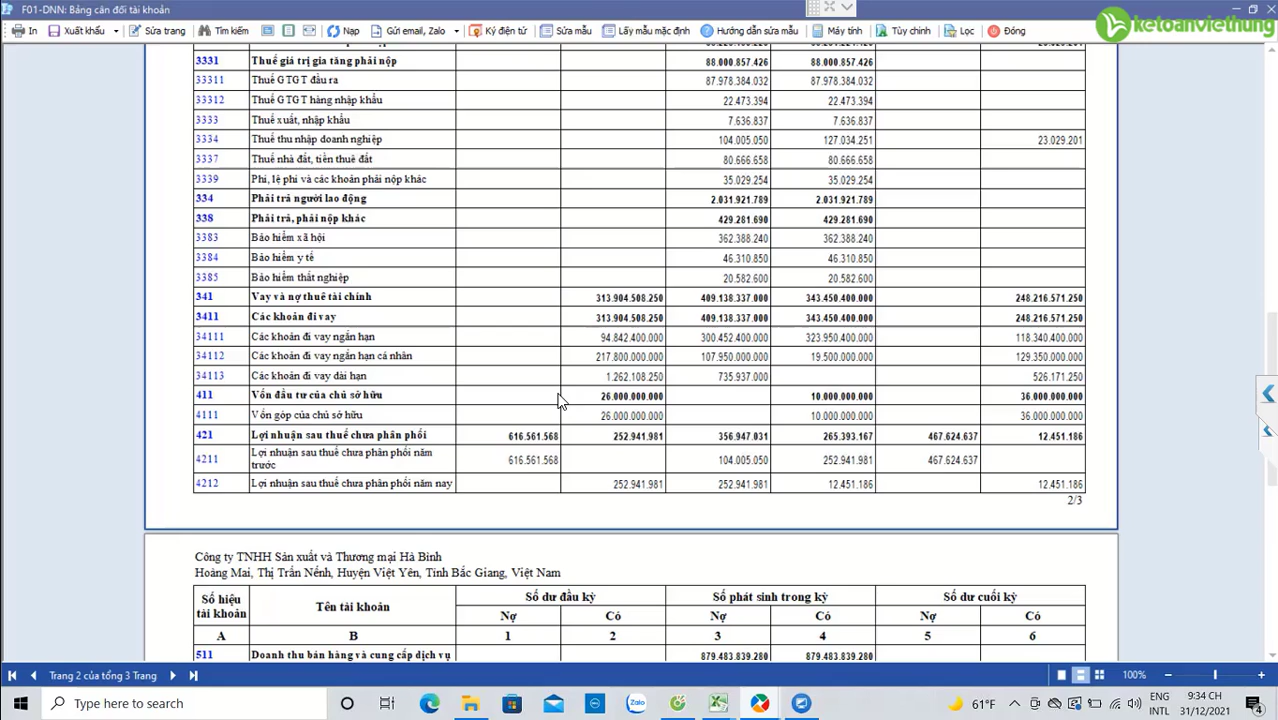 F01-DNN: Bảng cân đối tài khoản
In Xuất khẩu Sửa trang Tìm kiếm Nạp Gửi email, Zalo Ký điện tử Sửa mẫu Lấy mẫu mặc định Hướng dẫn sửa mẫu Máy tính Tùy chỉnh Lọc Đóng
ketoanviethung
3331 Thuế giá trị gia tăng phải nộp 88.000.857.426 88.000.857.426
33311 Thuế GTGT đầu ra 87.978.384.032 87.978.384.032
33312 Thuế GTGT hàng nhập khẩu 22.473.394 22.473.394
3333 Thuế xuất, nhập khẩu 7.636.837 7.636.837
3334 Thuế thu nhập doanh nghiệp 104.005.050 127.034.251 23.029.201
3337 Thuế nhà đất, tiền thuê đất 80.666.658 80.666.658
3339 Phí, lệ phí và các khoản phải nộp khác 35.029.254 35.029.254
334 Phải trả người lao động 2.031.921.789 2.031.921.789
338 Phải trả, phải nộp khác 429.281.690 429.281.690
3383 Bảo hiểm xã hội 362.388.240 362.388.240
3384 Bảo hiểm y tế 46.310.850 46.310.850
3385 Bảo hiểm thất nghiệp 20.582.600 20.582.600
341 Vay và nợ thuê tài chính 313.904.508.250 409.138.337.000 343.450.400.000 248.216.571.250
3411 Các khoản đi vay 313.904.508.250 409.138.337.000 343.450.400.000 248.216.571.250
34111 Các khoản đi vay ngắn hạn 94.842.400.000 300.452.400.000 323.950.400.000 118.340.400.000
34112 Các khoản đi vay ngắn hạn cá nhân 217.800.000.000 107.950.000.000 19.500.000.000 129.350.000.000
34113 Các khoản đi vay dài hạn 1.262.108.250 735.937.000 526.171.250
411 Vốn đầu tư của chủ sở hữu 26.000.000.000 10.000.000.000 36.000.000.000
4111 Vốn góp của chủ sở hữu 26.000.000.000 10.000.000.000 36.000.000.000
421 Lợi nhuận sau thuế chưa phân phối 616.561.568 252.941.981 356.947.031 265.393.167 467.624.637 12.451.186
4211 Lợi nhuận sau thuế chưa phân phối năm trước 616.561.568 104.005.050 252.941.981 467.624.637
4212 Lợi nhuận sau thuế chưa phân phối năm nay 252.941.981 252.941.981 12.451.186 12.451.186
2/3
Công ty TNHH Sản xuất và Thương mại Hà Bình
Hoàng Mai, Thị Trấn Nếnh, Huyện Việt Yên, Tỉnh Bắc Giang, Việt Nam
Số hiệu tài khoản Tên tài khoản Số dư đầu kỳ Số phát sinh trong kỳ Số dư cuối kỳ
Nợ Có Nợ Có Nợ Có
A B 1 2 3 4 5 6
511 Doanh thu bán hàng và cung cấp dịch vụ 879.483.839.280 879.483.839.280
Trang 2 của tổng 3 Trang 100%
Type here to search Zalo 61°F ENG 9:34 CH
INTL 31/12/2021 4